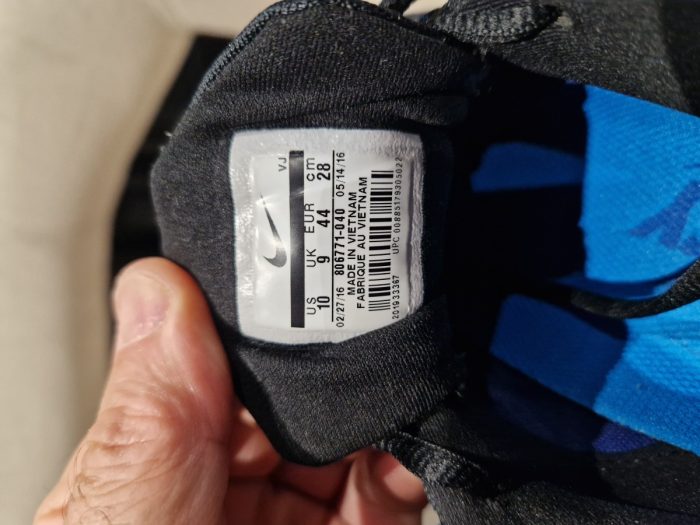 VJ
US UK EUR cm
10 9 44 28
02/27/16 806771-040 05/14/16
MADE IN VIETNAM
FABRIQUE AU VIETNAM
201933367 UPC 00885179305022